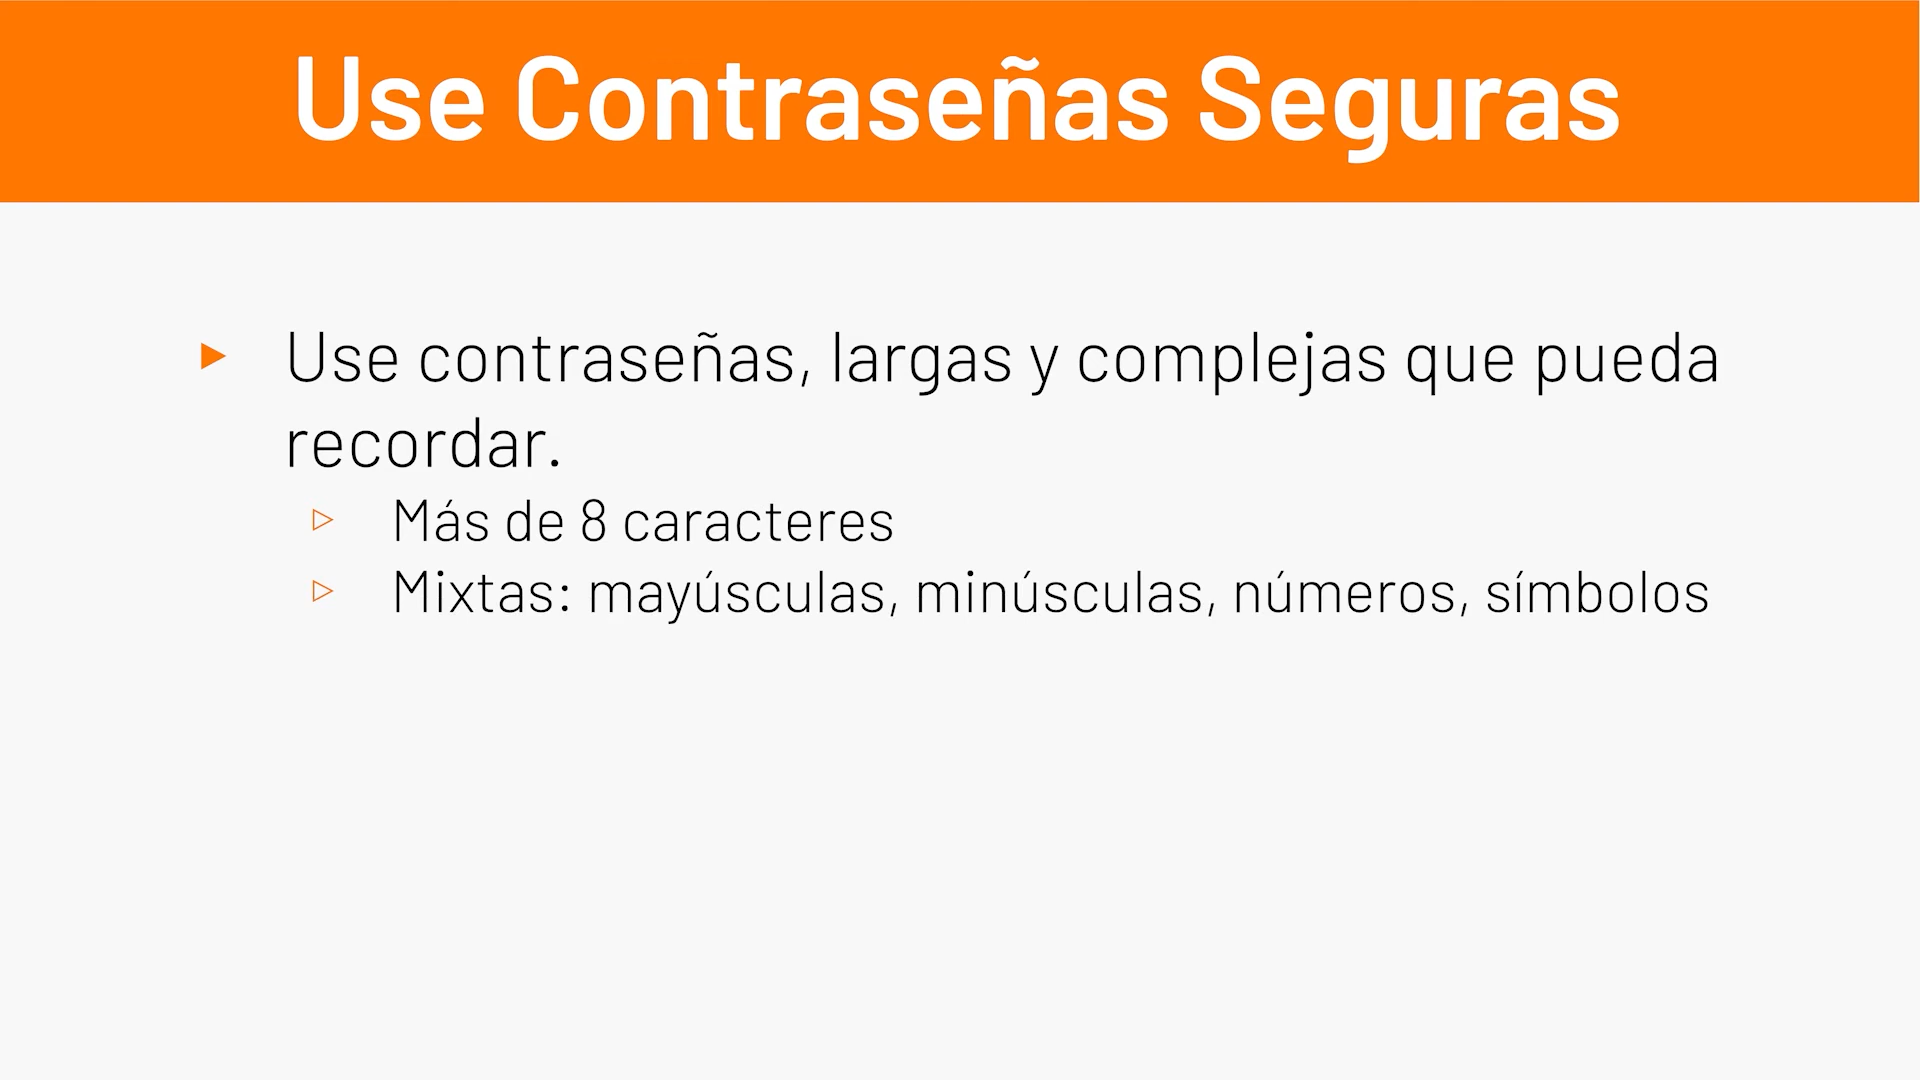 Use Contraseñas Seguras
Use contraseñas, largas y complejas que pueda
recordar.
Más de 8 caracteres
Mixtas: mayúsculas, minúsculas, números, símbolos